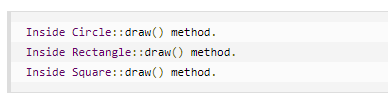 Inside Circle::draw() method.
Inside Rectangle::draw() method.
Inside Square::draw() method.